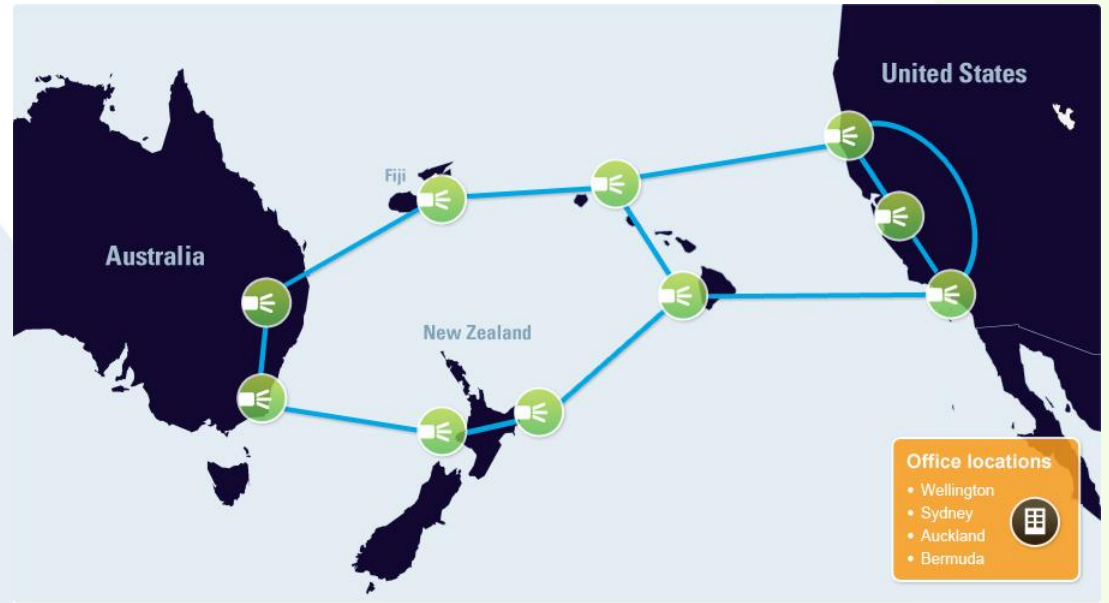 United States
Fiji
Australia
New Zealand
Office locations
• Wellington
• Sydney
• Auckland
• Bermuda